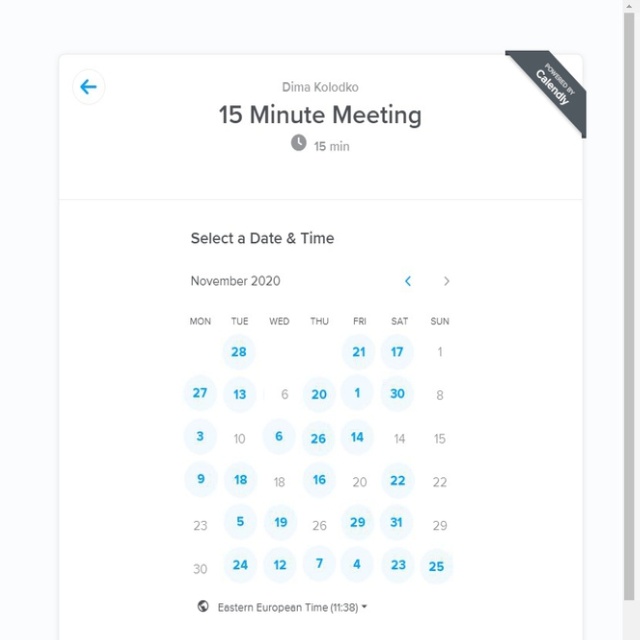 POWERED BY
Calendly
Dima Kolodko
15 Minute Meeting
15 min
Select a Date & Time
November 2020
MON TUE WED THU FRI SAT SUN
28 21 17 1
27 13 6 20 1 30 8
3 10 6 26 14 14 15
9 18 18 16 20 22 22
23 5 19 26 29 31 29
30 24 12 7 4 23 25
Eastern European Time (11:38)